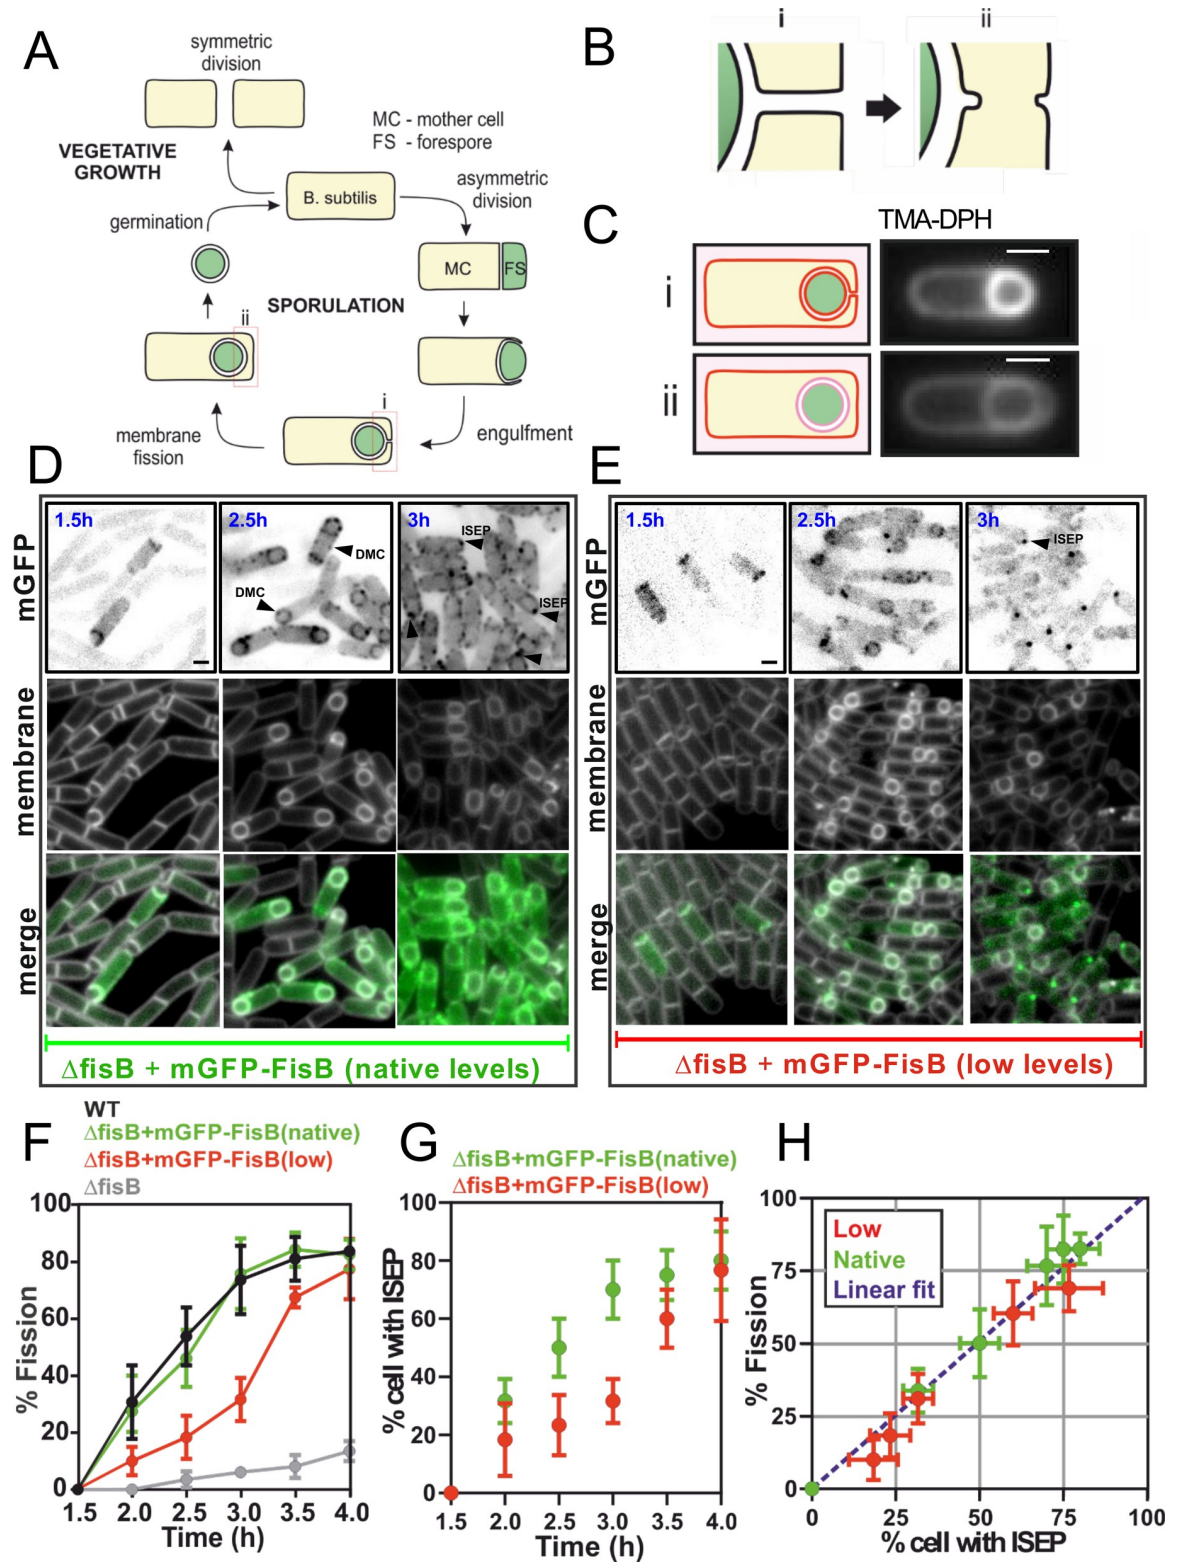 A
symmetric
division
VEGETATIVE
GROWTH
MC - mother cell
FS - forespore
B. subtilis
asymmetric
division
germination
MC
FS
SPORULATION
ii
i
membrane
fission
engulfment
B
i
ii
C
TMA-DPH
i
ii
D
mGFP
1.5h
2.5h
DMC
DMC
3h
ISEP
ISEP
membrane
merge
ΔfisB + mGFP-FisB (native levels)
E
mGFP
1.5h
2.5h
3h
ISEP
membrane
merge
ΔfisB + mGFP-FisB (low levels)
F
WT
ΔfisB+mGFP-FisB(native)
ΔfisB+mGFP-FisB(low)
ΔfisB
% Fission
100
80
60
40
20
0
1.5 2.0 2.5 3.0 3.5 4.0
Time (h)
G
ΔfisB+mGFP-FisB(native)
ΔfisB+mGFP-FisB(low)
% cell with ISEP
100
80
60
40
20
0
1.5 2.0 2.5 3.0 3.5 4.0
Time (h)
H
Low
Native
Linear fit
% Fission
100
75
50
25
0
0 25 50 75 100
% cell with ISEP